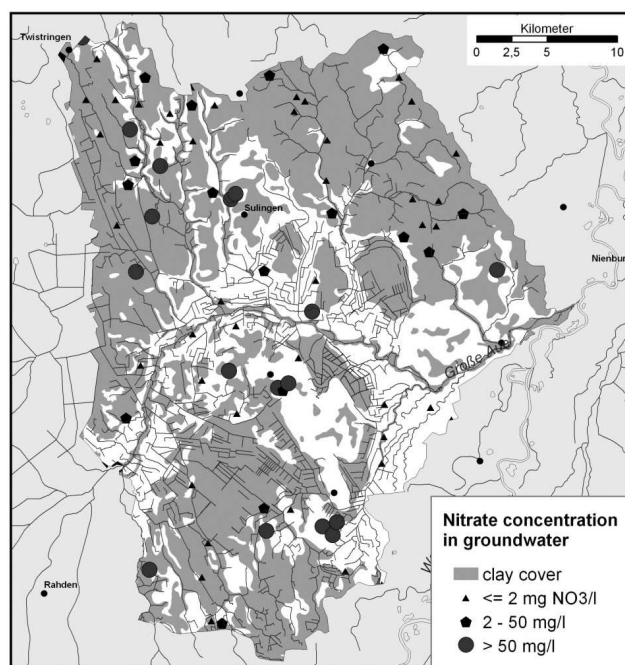 Twistringen
Kilometer
0 2,5 5 10
Sulingen
Nienbur
Große Aue
Rahden
W
Nitrate concentration
in groundwater
clay cover
<= 2 mg NO3/l
2 - 50 mg/l
> 50 mg/l